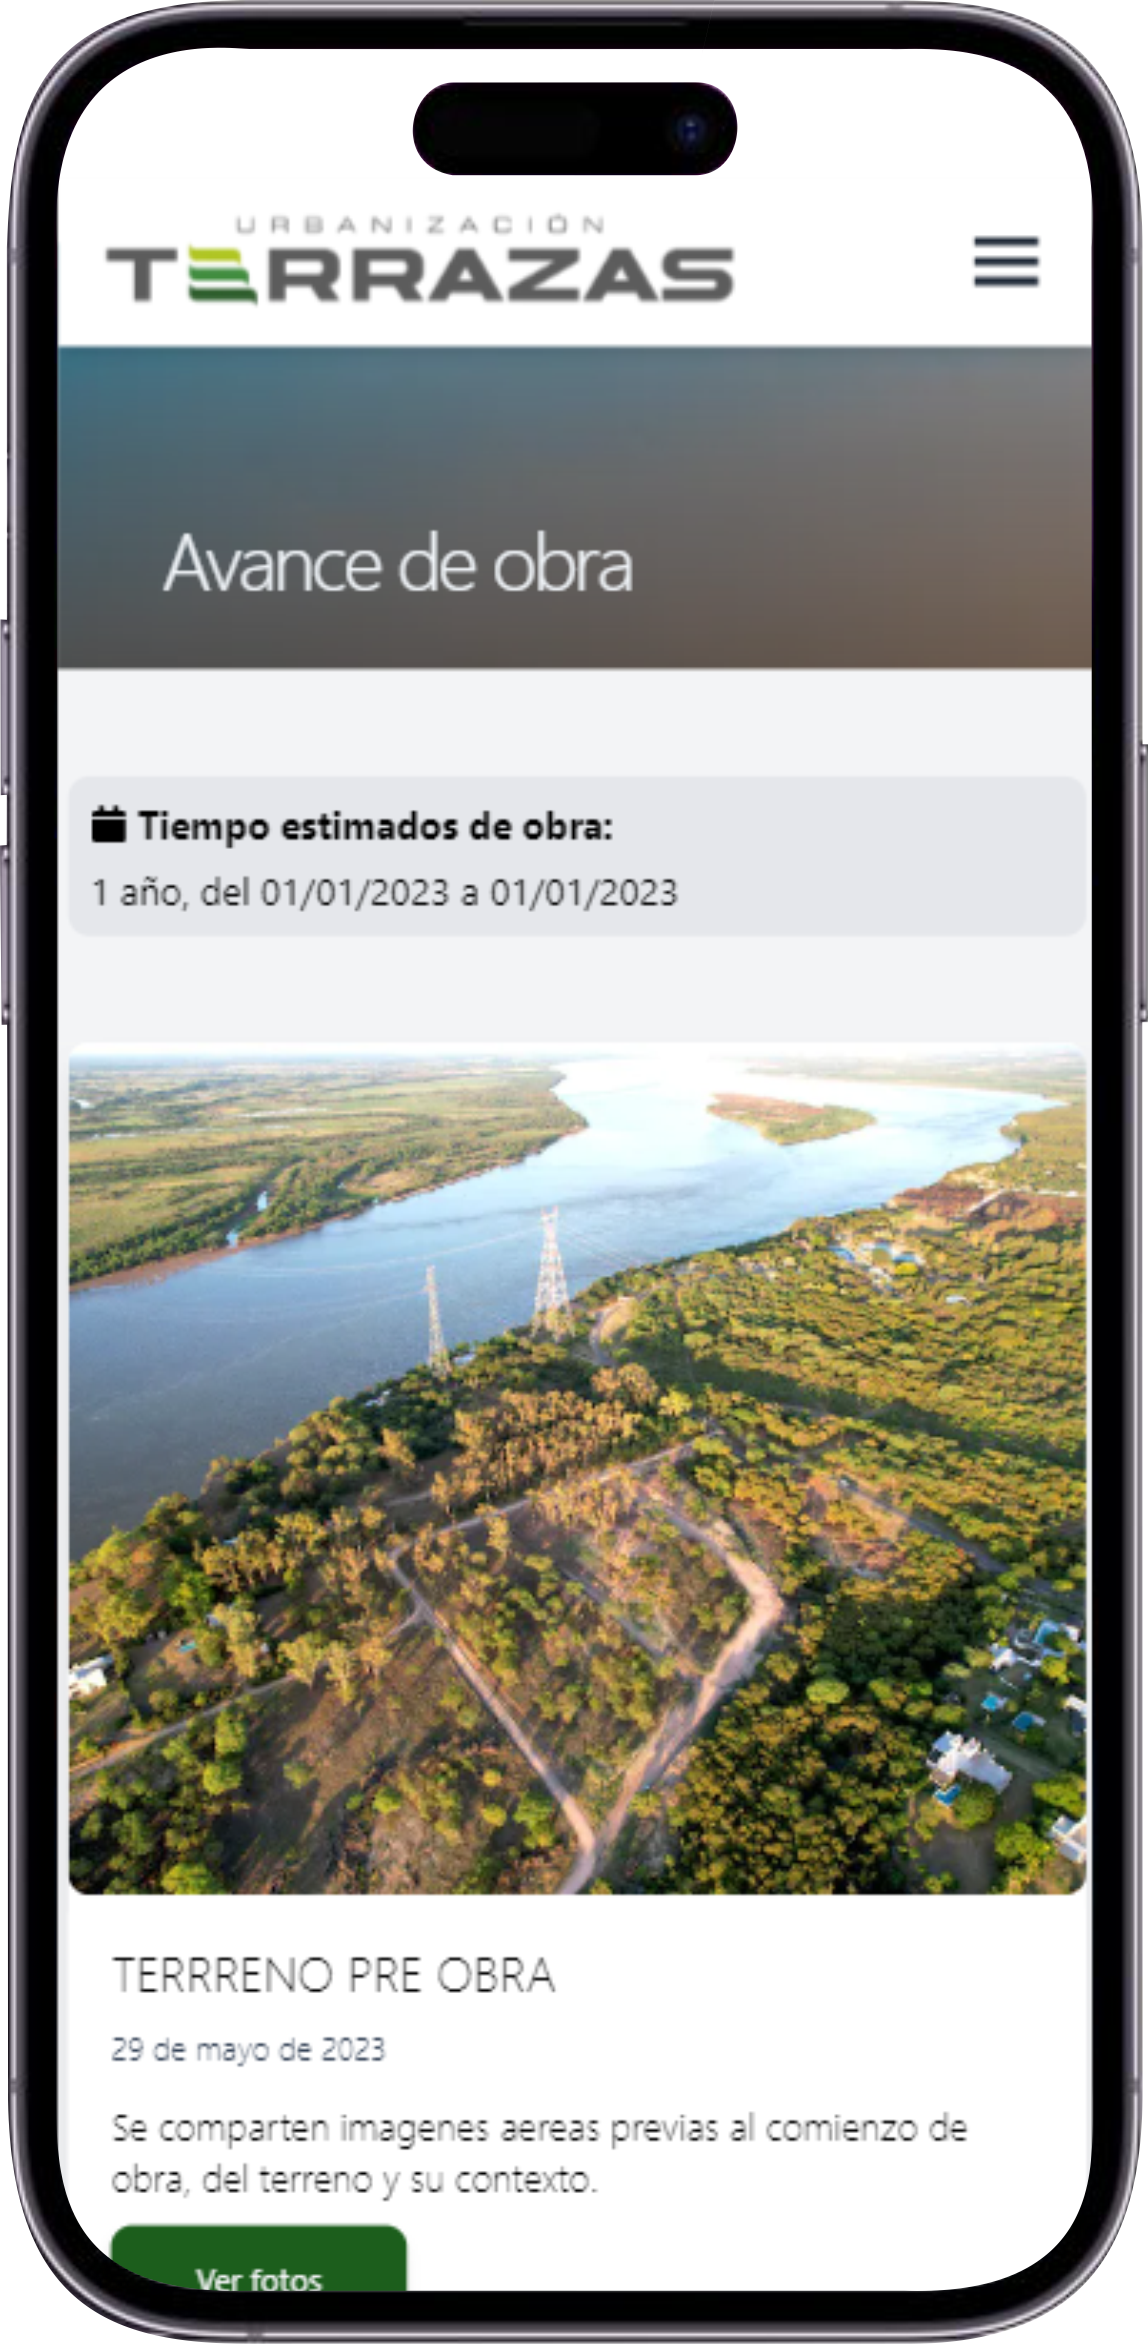 URBANIZACIÓN
TERRAZAS
Avance de obra
Tiempo estimados de obra:
1 año, del 01/01/2023 a 01/01/2023
TERRRENO PRE OBRA
29 de mayo de 2023
Se comparten imagenes aereas previas al comienzo de
obra, del terreno y su contexto.
Ver fotos